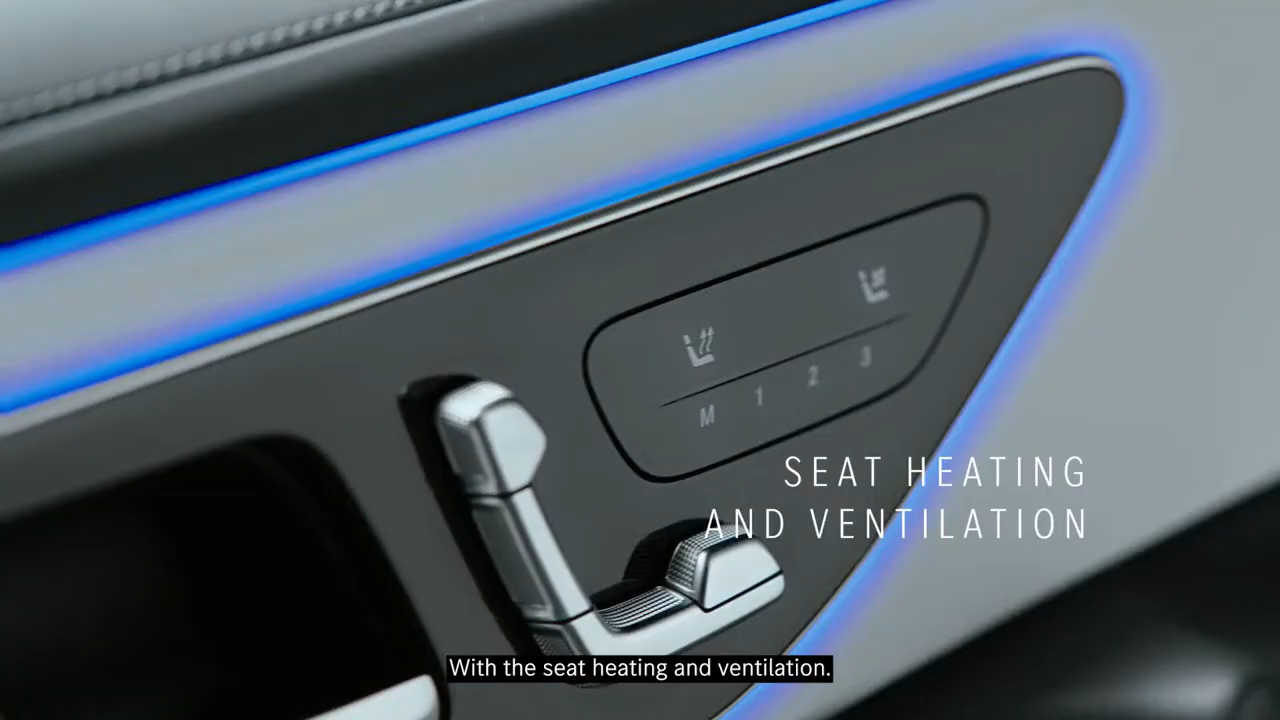 M 1 2 3
SEAT HEATING
AND VENTILATION
With the seat heating and ventilation.